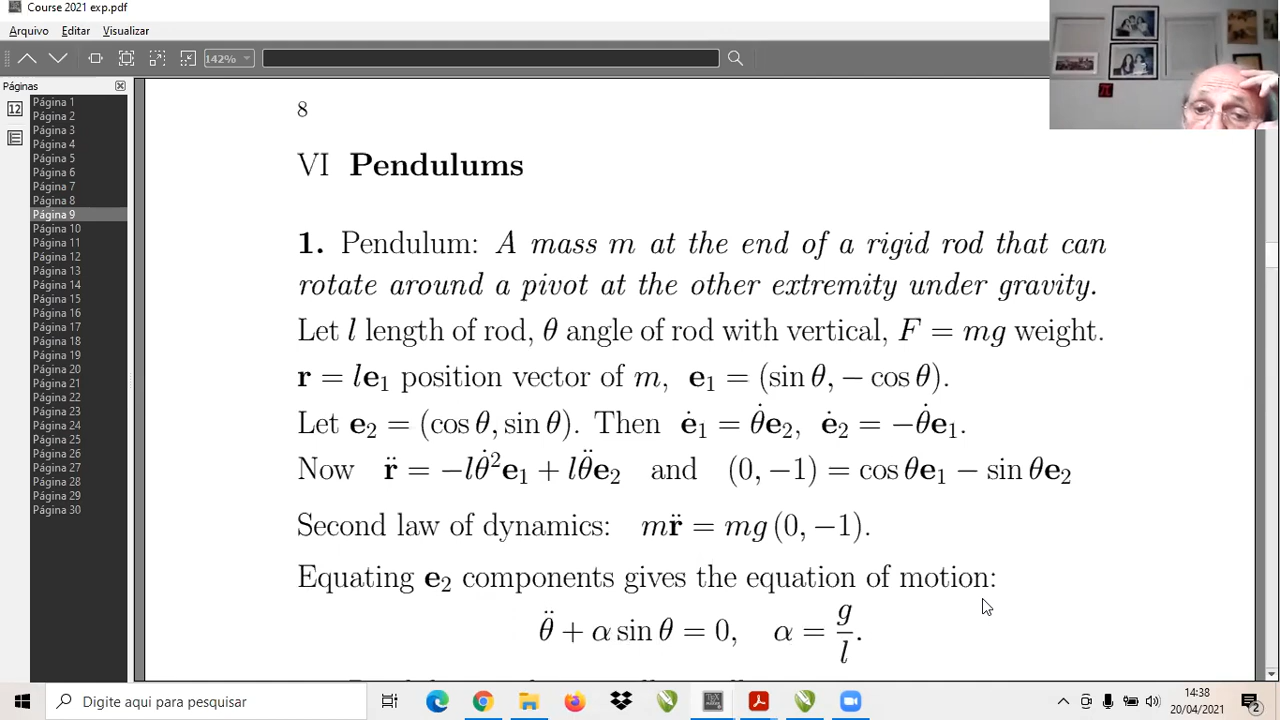 Course 2021 exp.pdf
Arquivo Editar Visualizar
142%
Páginas
12
Página 1
Página 2
Página 3
Página 4
Página 5
Página 6
Página 7
Página 8
Página 9
Página 10
Página 11
Página 12
Página 13
Página 14
Página 15
Página 16
Página 17
Página 18
Página 19
Página 20
Página 21
Página 22
Página 23
Página 24
Página 25
Página 26
Página 27
Página 28
Página 29
Página 30
8
VI Pendulums
1. Pendulum: A mass m at the end of a rigid rod that can
rotate around a pivot at the other extremity under gravity.
Let l length of rod, θ angle of rod with vertical, F = mg weight.
r = le₁ position vector of m, e₁ = (sin θ, − cos θ).
Let e₂ = (cos θ, sin θ). Then ė₁ = θ̇e₂, ė₂ = −θ̇e₁.
Now r̈ = −lθ̇²e₁ + lθ̈e₂ and (0, −1) = cos θe₁ − sin θe₂
Second law of dynamics: mr̈ = mg (0, −1).
Equating e₂ components gives the equation of motion:
θ̈ + α sin θ = 0, α = g/l.
Digite aqui para pesquisar
14:38
20/04/2021
2